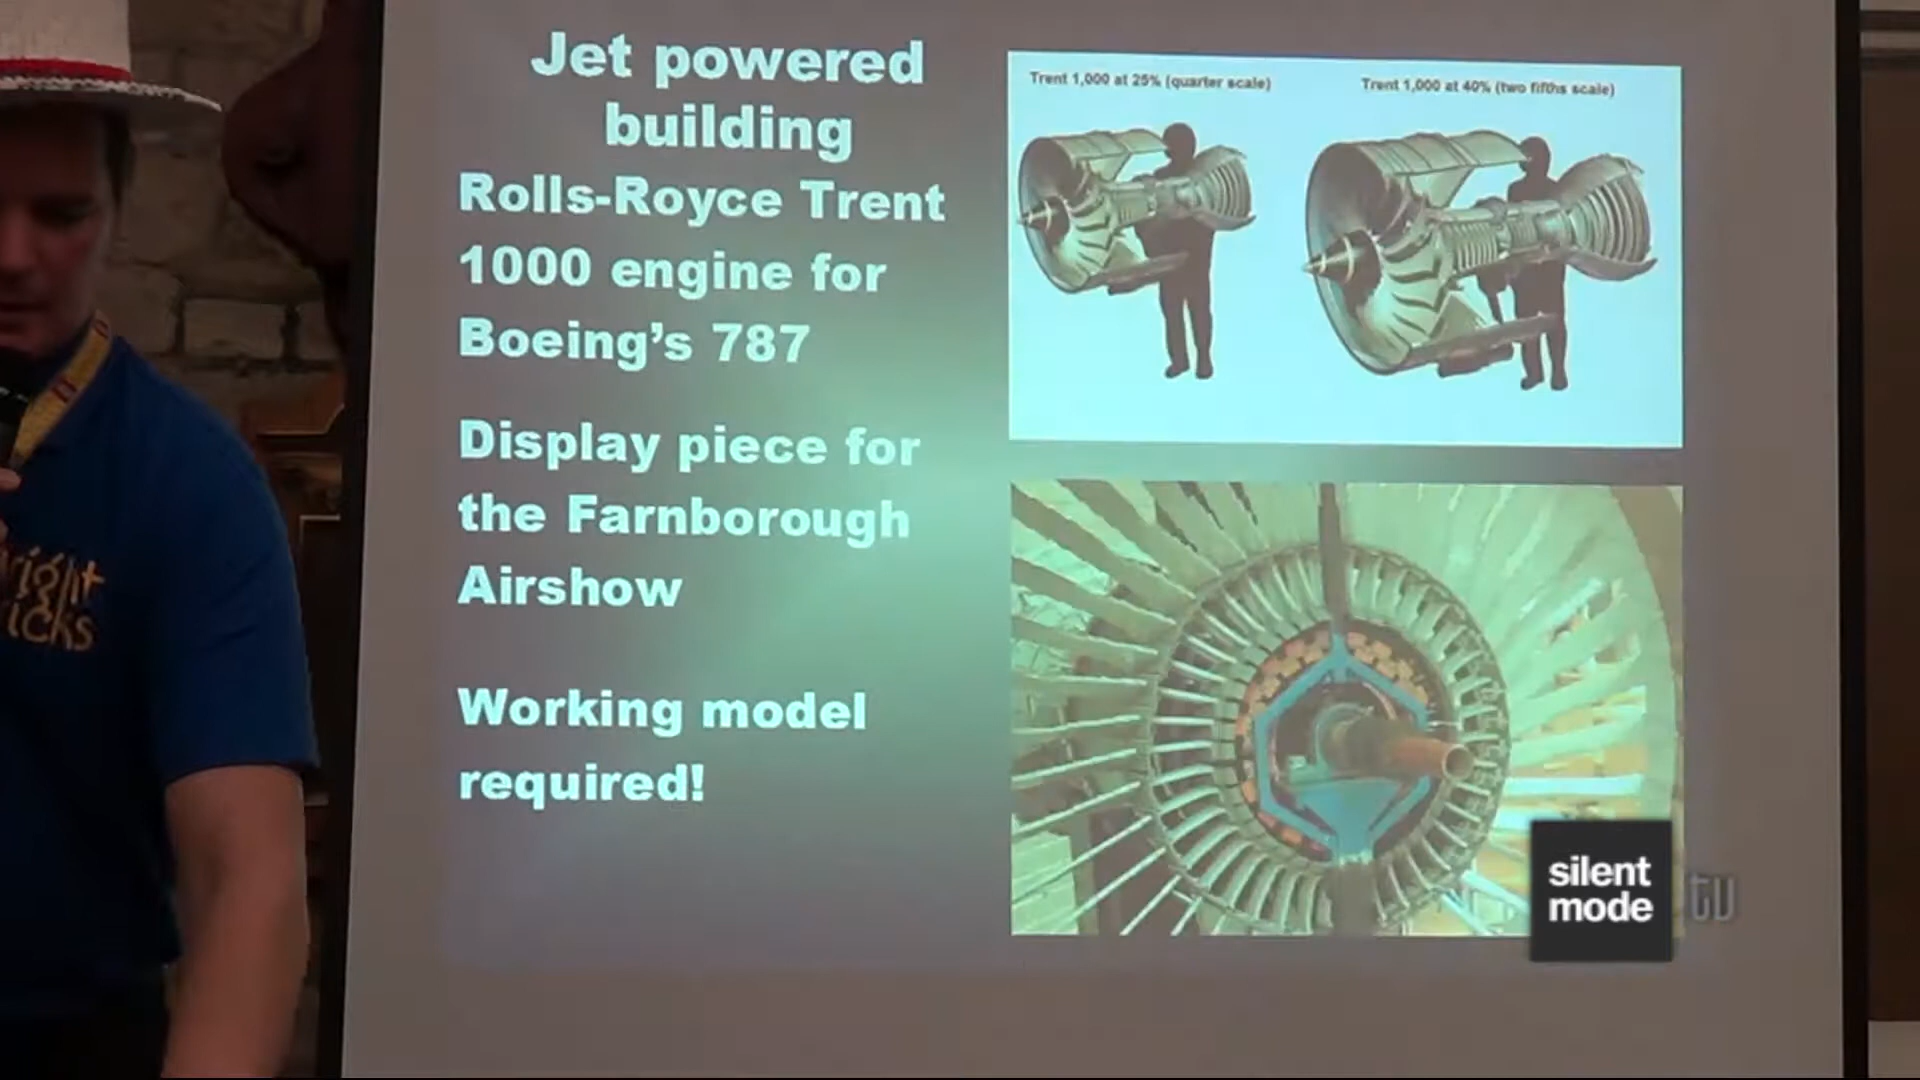 Jet powered
building
Rolls-Royce Trent
1000 engine for
Boeing's 787
Display piece for
the Farnborough
Airshow
Working model
required!
Trent 1,000 at 25% (quarter scale)
Trent 1,000 at 40% (two fifths scale)
silent
mode
tv